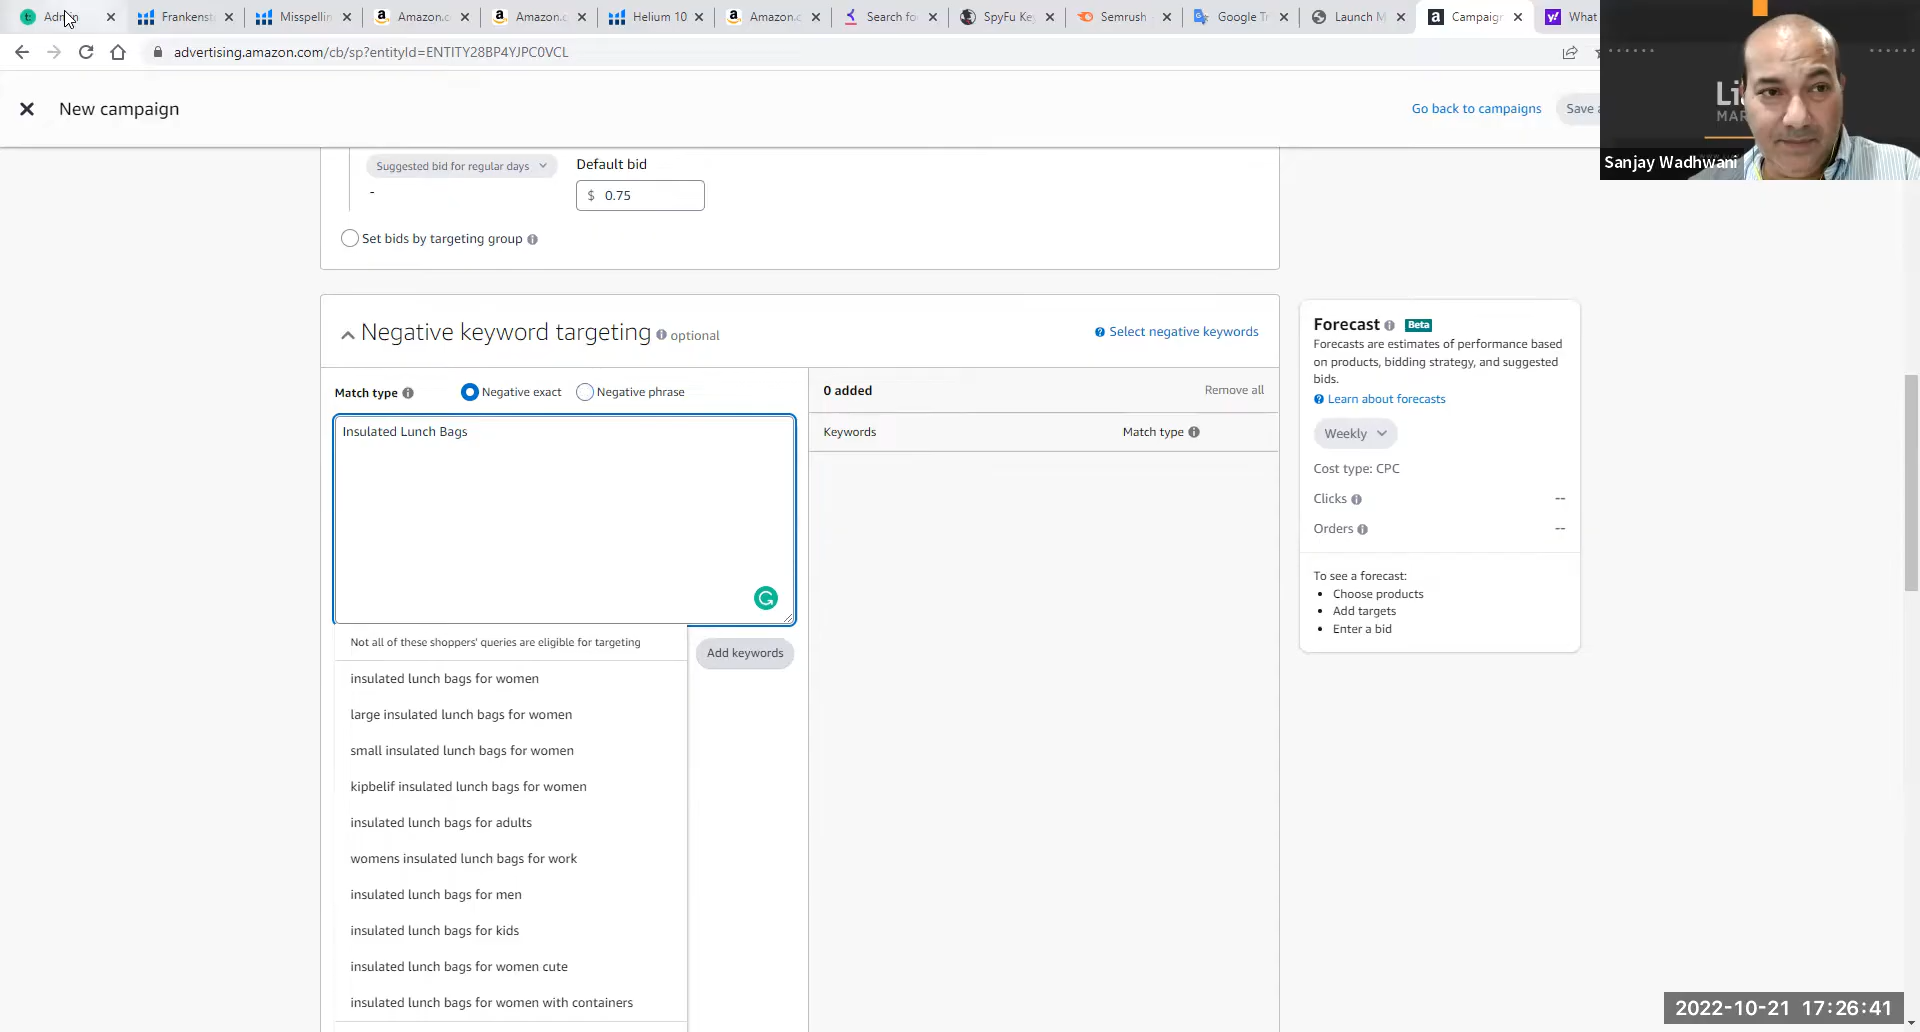 Admin
Frankenst
Misspellin
Amazon.c
Amazon.c
Helium 10
Amazon.c
Search fo
SpyFu Ke
Semrush
Google Tr
Launch M
Campaign
What
advertising.amazon.com/cb/sp?entityId=ENTITY28BP4YJPC0VCL
New campaign
Go back to campaigns
Save a
Sanjay Wadhwani
Suggested bid for regular days
-
Default bid
$ 0.75
Set bids by targeting group
Negative keyword targeting optional
Select negative keywords
Match type
Negative exact
Negative phrase
0 added
Remove all
Insulated Lunch Bags
Keywords
Match type
Not all of these shoppers' queries are eligible for targeting
Add keywords
insulated lunch bags for women
large insulated lunch bags for women
small insulated lunch bags for women
kipbelif insulated lunch bags for women
insulated lunch bags for adults
womens insulated lunch bags for work
insulated lunch bags for men
insulated lunch bags for kids
insulated lunch bags for women cute
insulated lunch bags for women with containers
Forecast Beta
Forecasts are estimates of performance based
on products, bidding strategy, and suggested
bids.
Learn about forecasts
Weekly
Cost type: CPC
Clicks --
Orders --
To see a forecast:
• Choose products
• Add targets
• Enter a bid
2022-10-21 17:26:41